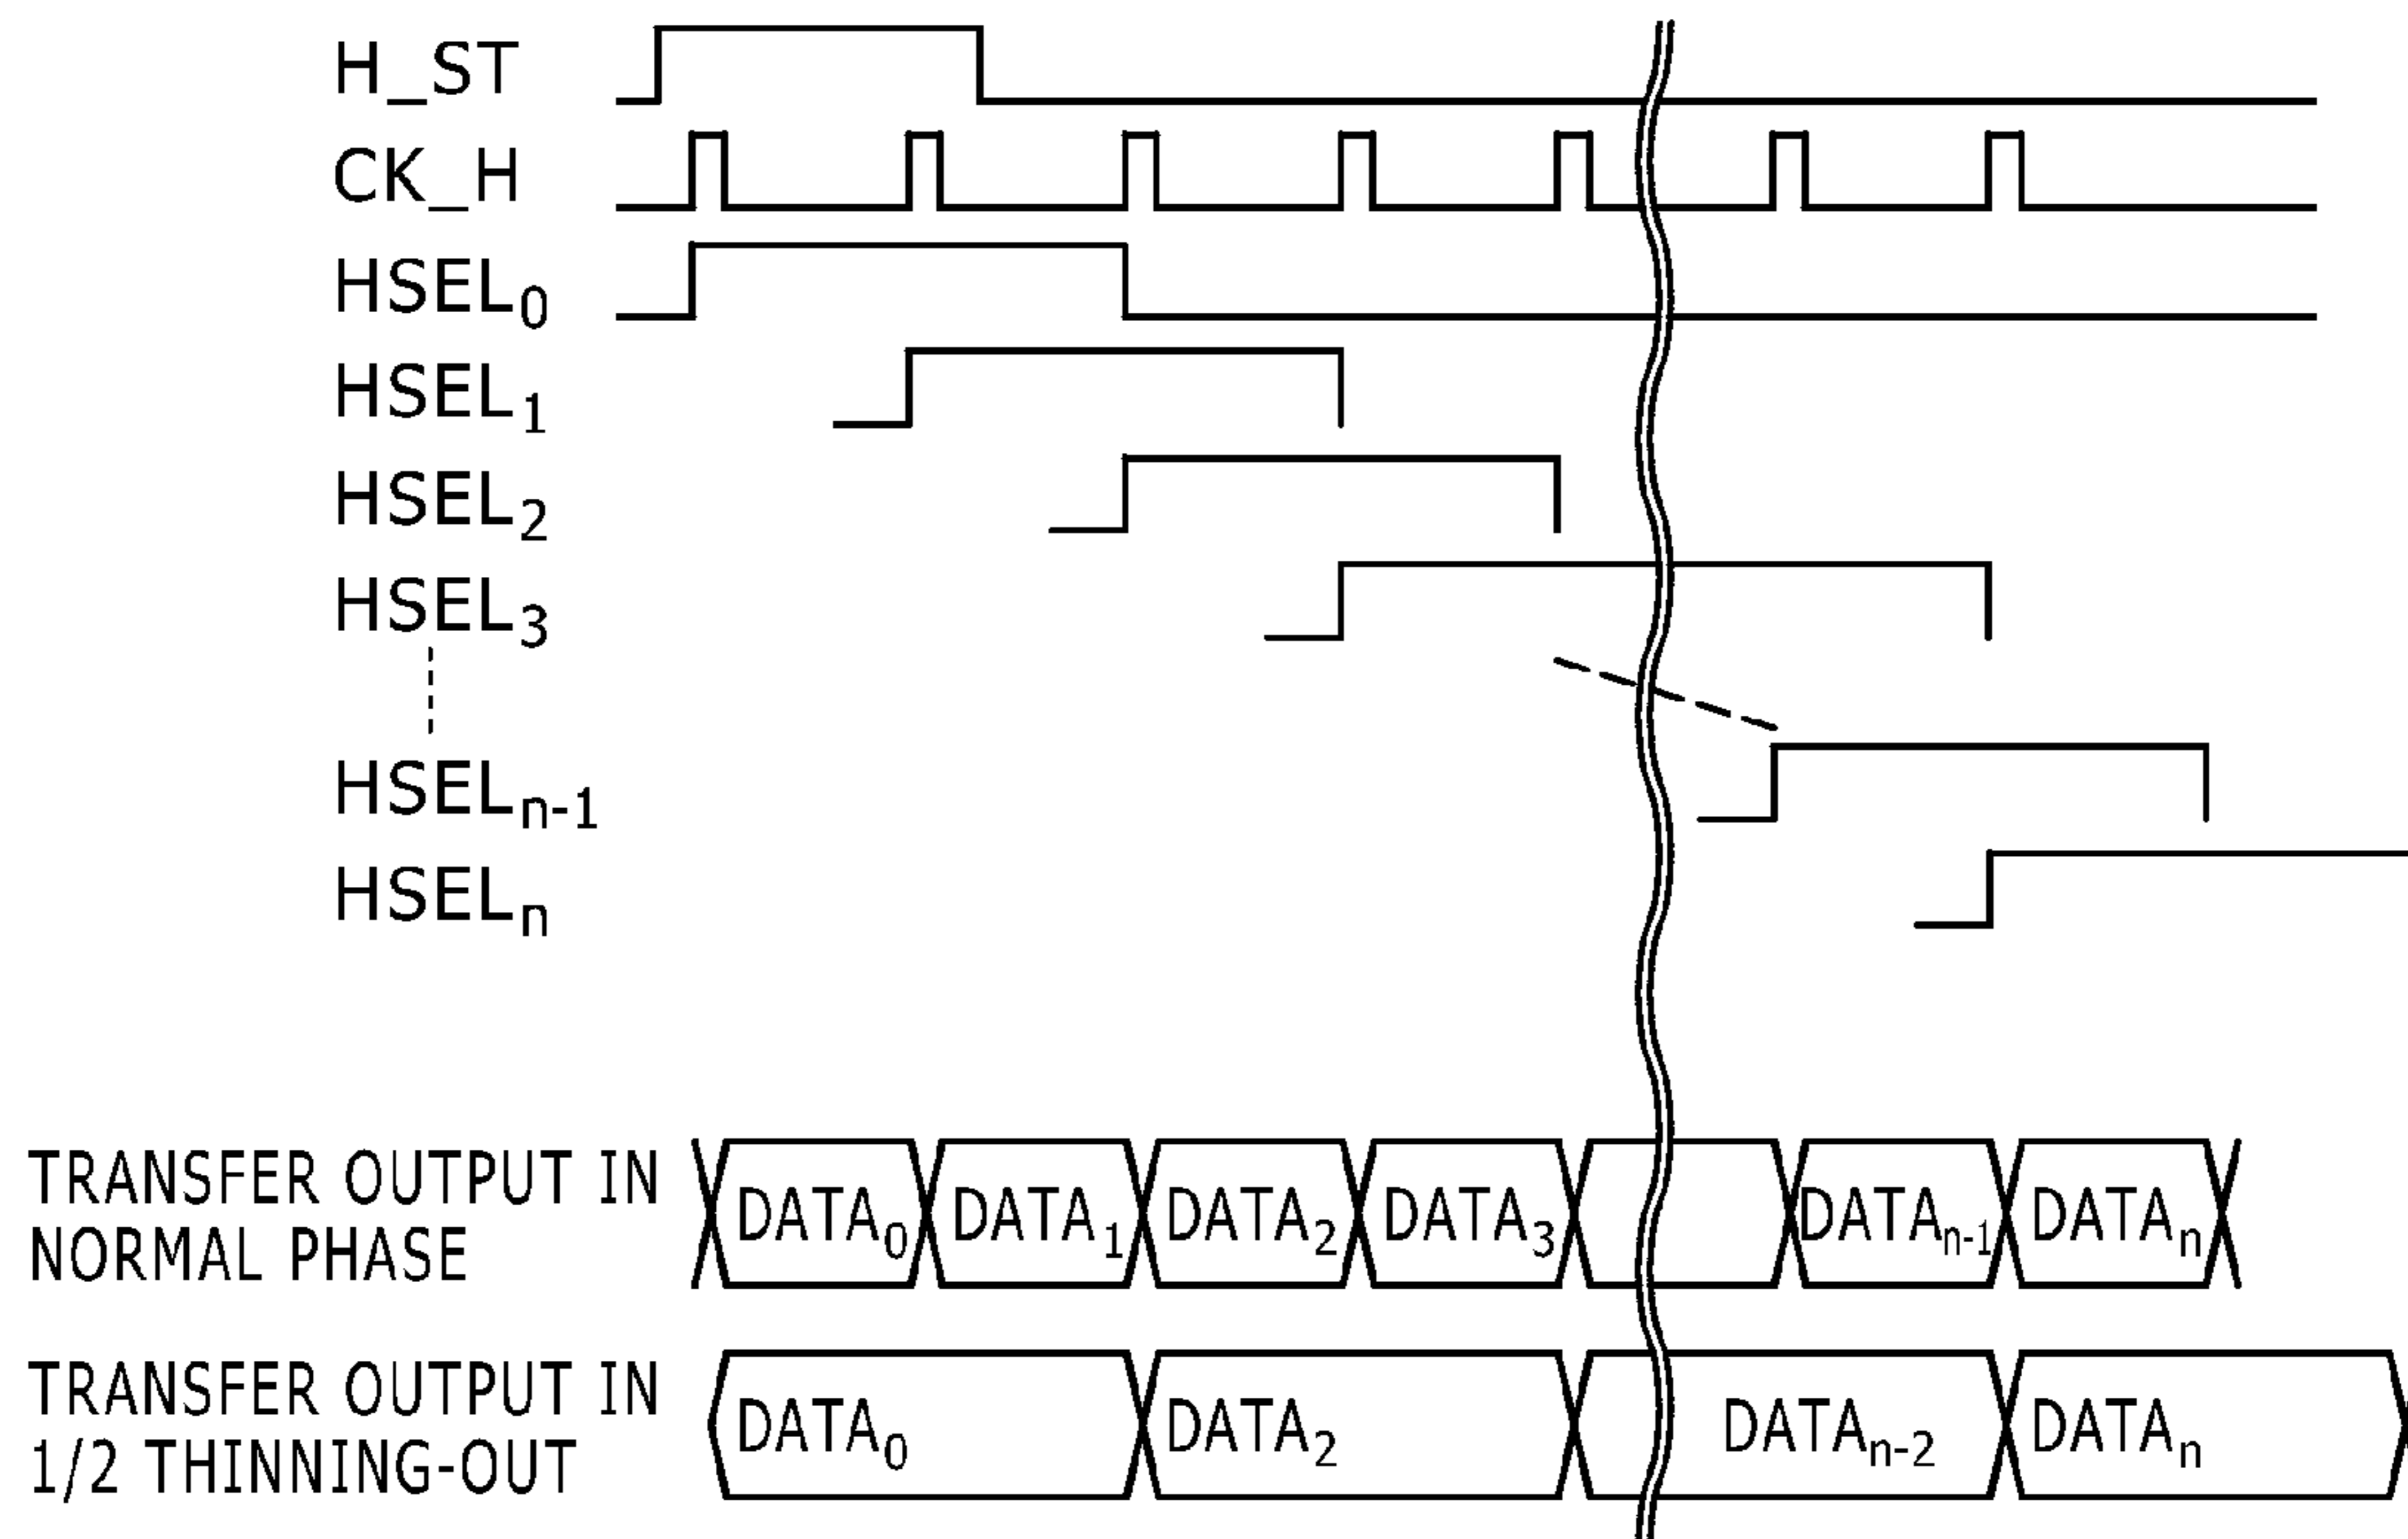 H_ST
CK_H
HSEL0
HSEL1
HSEL2
HSEL3
HSELn-1
HSELn
TRANSFER OUTPUT IN
NORMAL PHASE
DATA0 DATA1 DATA2 DATA3 DATAn-1 DATAn
TRANSFER OUTPUT IN
1/2 THINNING-OUT
DATA0 DATA2 DATAn-2 DATAn